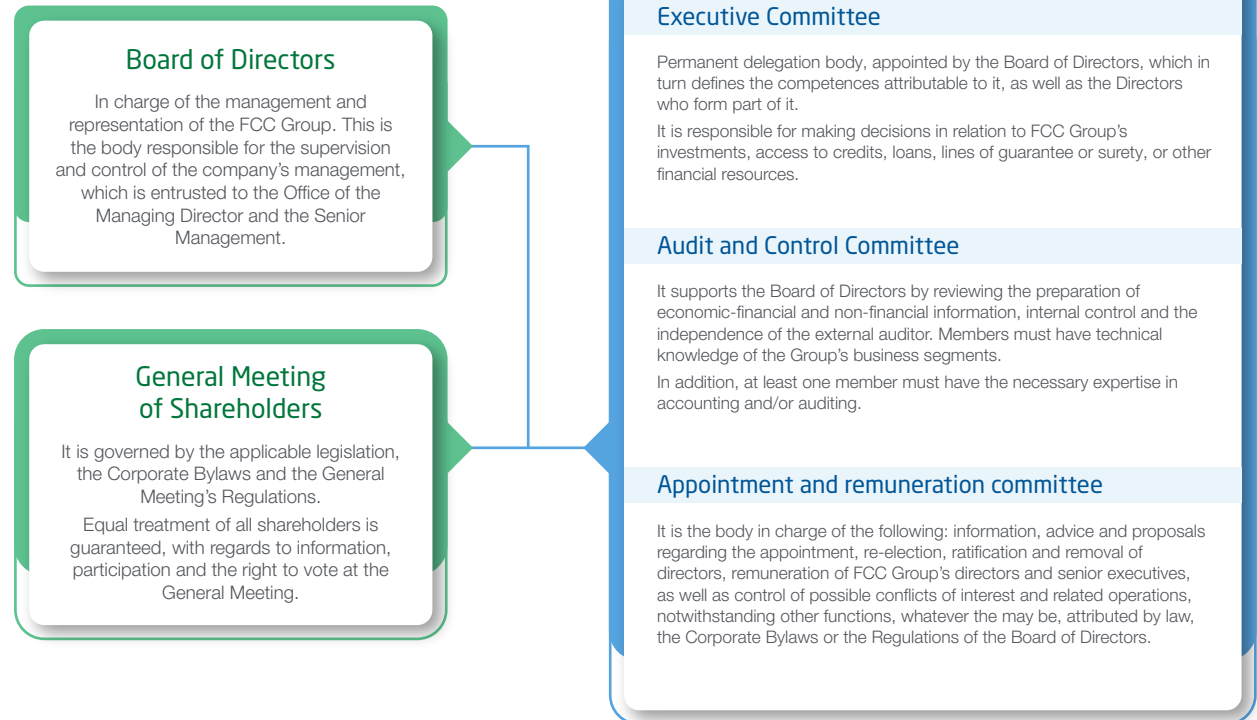 Board of Directors
In charge of the management and
representation of the FCC Group. This is
the body responsible for the supervision
and control of the company's management,
which is entrusted to the Office of the
Managing Director and the Senior
Management.
General Meeting
of Shareholders
It is governed by the applicable legislation,
the Corporate Bylaws and the General
Meeting's Regulations.
Equal treatment of all shareholders is
guaranteed, with regards to information,
participation and the right to vote at the
General Meeting.
Executive Committee
Permanent delegation body, appointed by the Board of Directors, which in
turn defines the competences attributable to it, as well as the Directors
who form part of it.
It is responsible for making decisions in relation to FCC Group's
investments, access to credits, loans, lines of guarantee or surety, or other
financial resources.
Audit and Control Committee
It supports the Board of Directors by reviewing the preparation of
economic-financial and non-financial information, internal control and the
independence of the external auditor. Members must have technical
knowledge of the Group's business segments.
In addition, at least one member must have the necessary expertise in
accounting and/or auditing.
Appointment and remuneration committee
It is the body in charge of the following: information, advice and proposals
regarding the appointment, re-election, ratification and removal of
directors, remuneration of FCC Group's directors and senior executives,
as well as control of possible conflicts of interest and related operations,
notwithstanding other functions, whatever the may be, attributed by law,
the Corporate Bylaws or the Regulations of the Board of Directors.